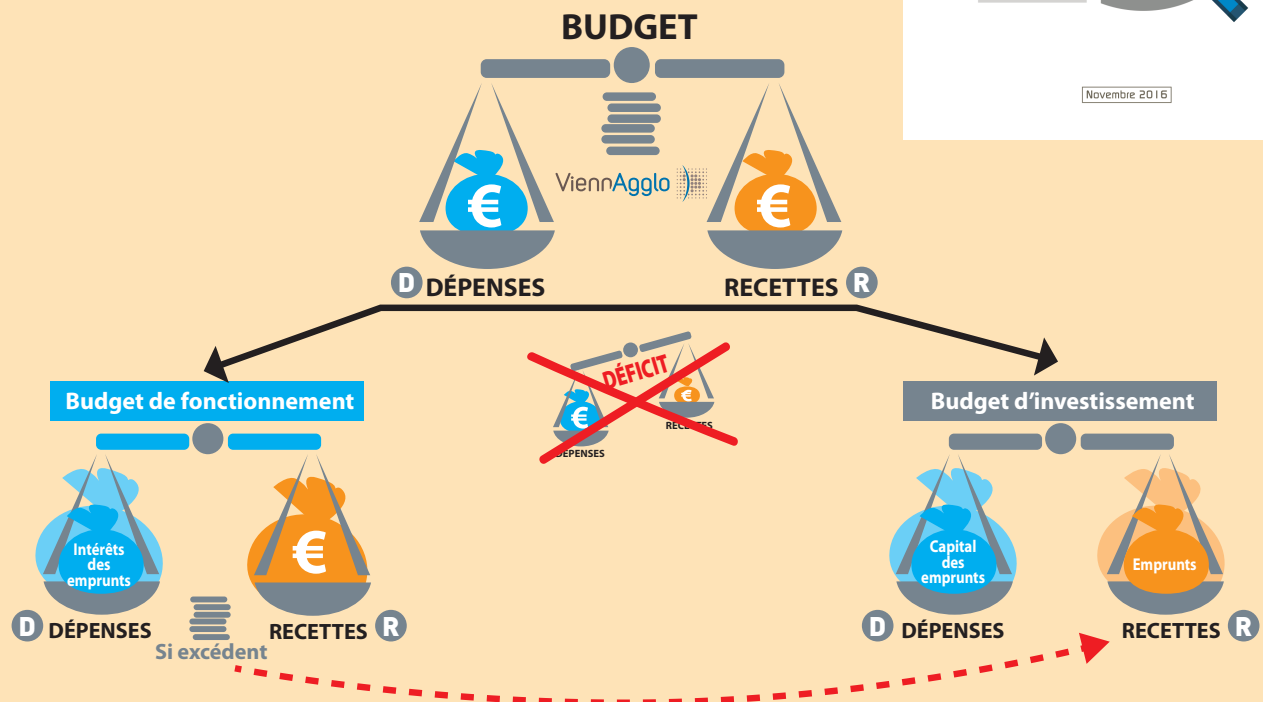 BUDGET
Novembre 2016
ViennAgglo
€
€
D DÉPENSES
RECETTES R
DÉFICIT
€
€
DÉPENSES
RECETTES
Budget de fonctionnement
Budget d’investissement
Intérêts
des
emprunts
€
Capital
des
emprunts
Emprunts
D DÉPENSES
RECETTES R
Si excédent
D DÉPENSES
RECETTES R